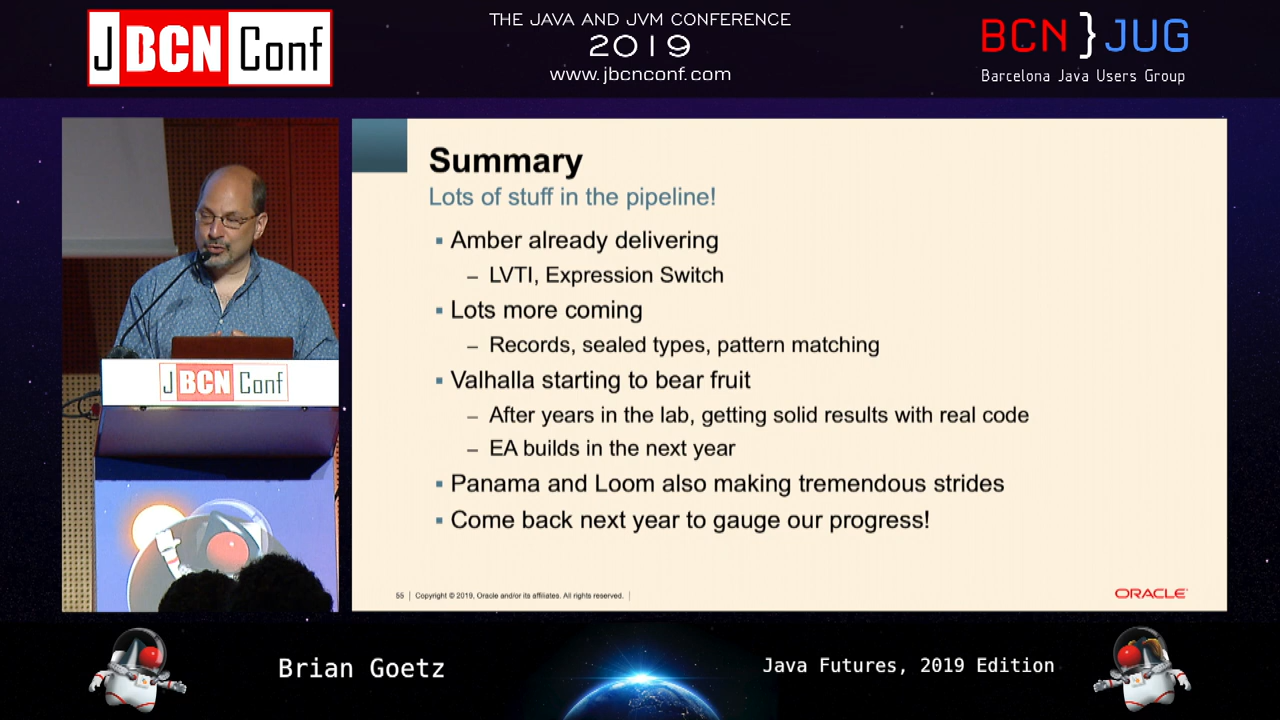 J BCN Conf
THE JAVA AND JVM CONFERENCE
2019
www.jbcnconf.com
BCN } JUG
Barcelona Java Users Group
Summary
Lots of stuff in the pipeline!
▪ Amber already delivering
– LVTI, Expression Switch
▪ Lots more coming
– Records, sealed types, pattern matching
▪ Valhalla starting to bear fruit
– After years in the lab, getting solid results with real code
– EA builds in the next year
▪ Panama and Loom also making tremendous strides
▪ Come back next year to gauge our progress!
55 | Copyright © 2019, Oracle and/or its affiliates. All rights reserved. |
ORACLE
J BCN Conf
Brian Goetz
Java Futures, 2019 Edition